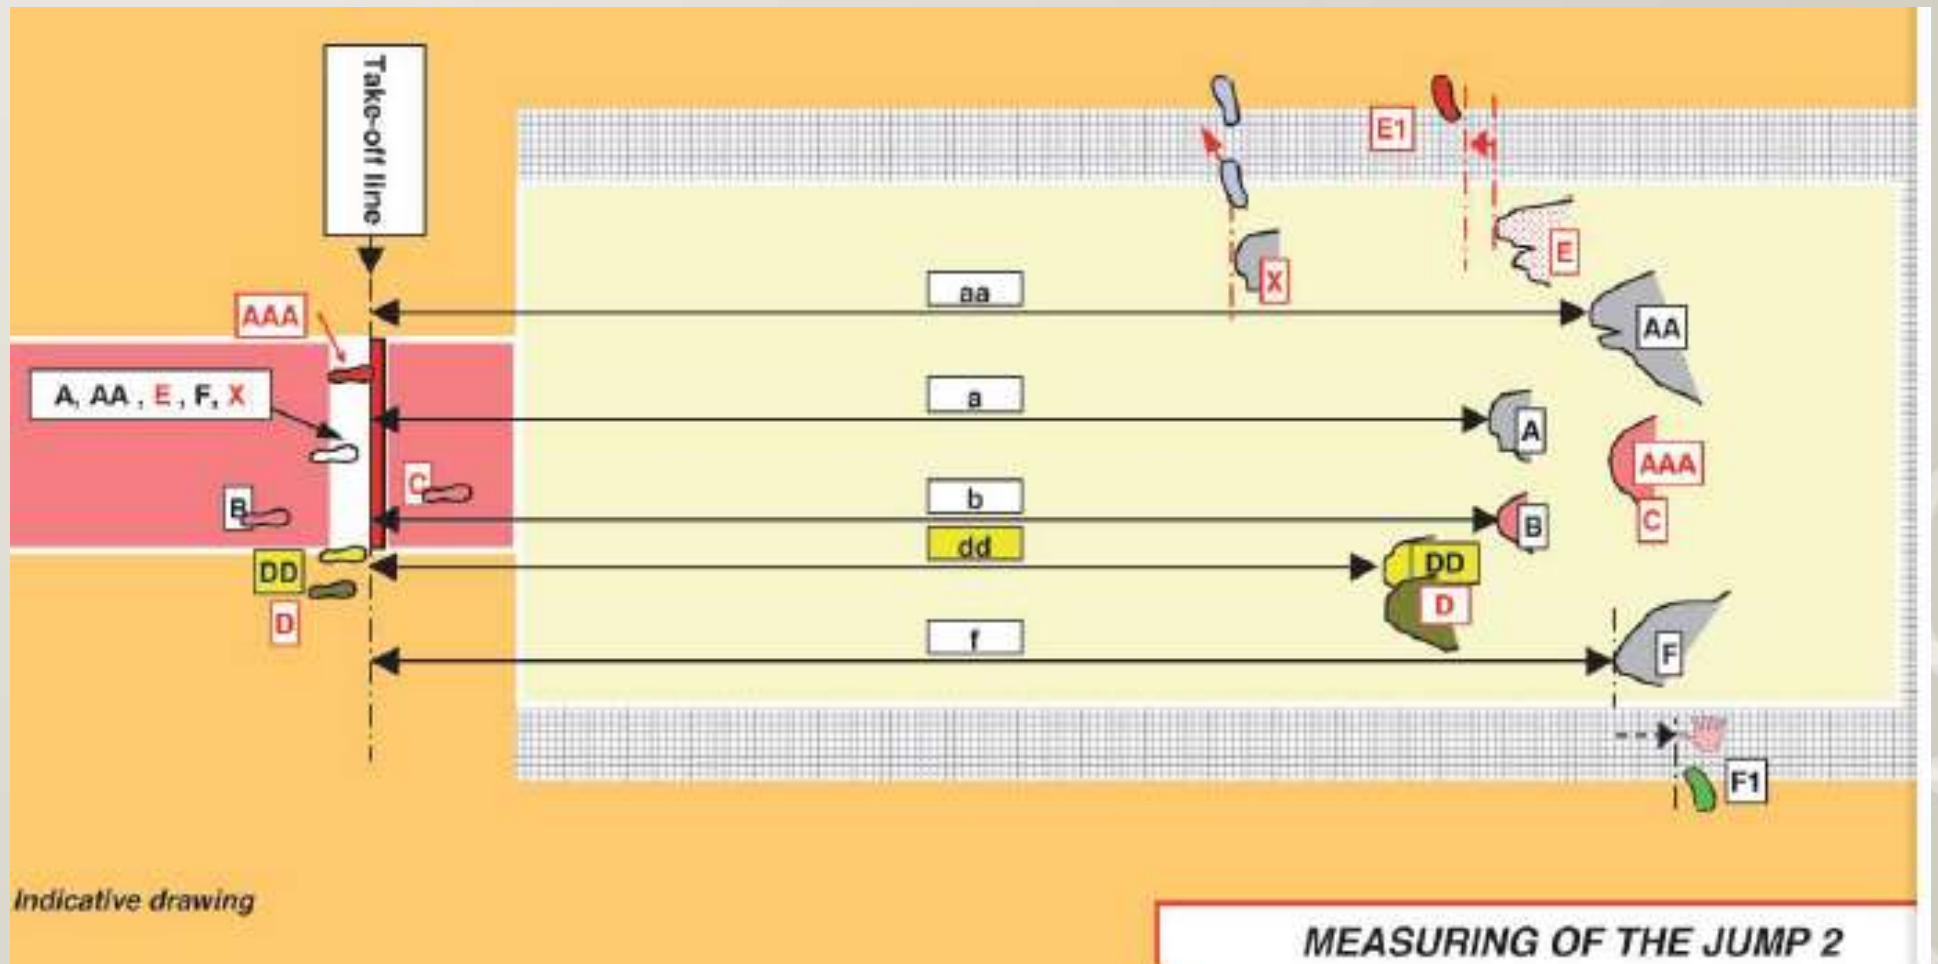 Take-off line
E1
E
X
aa
AA
AAA
A, AA , E , F, X
a
A
AAA
C
B
C
b
B
dd
DD
DD
D
D
f
F
F1
Indicative drawing
MEASURING OF THE JUMP 2